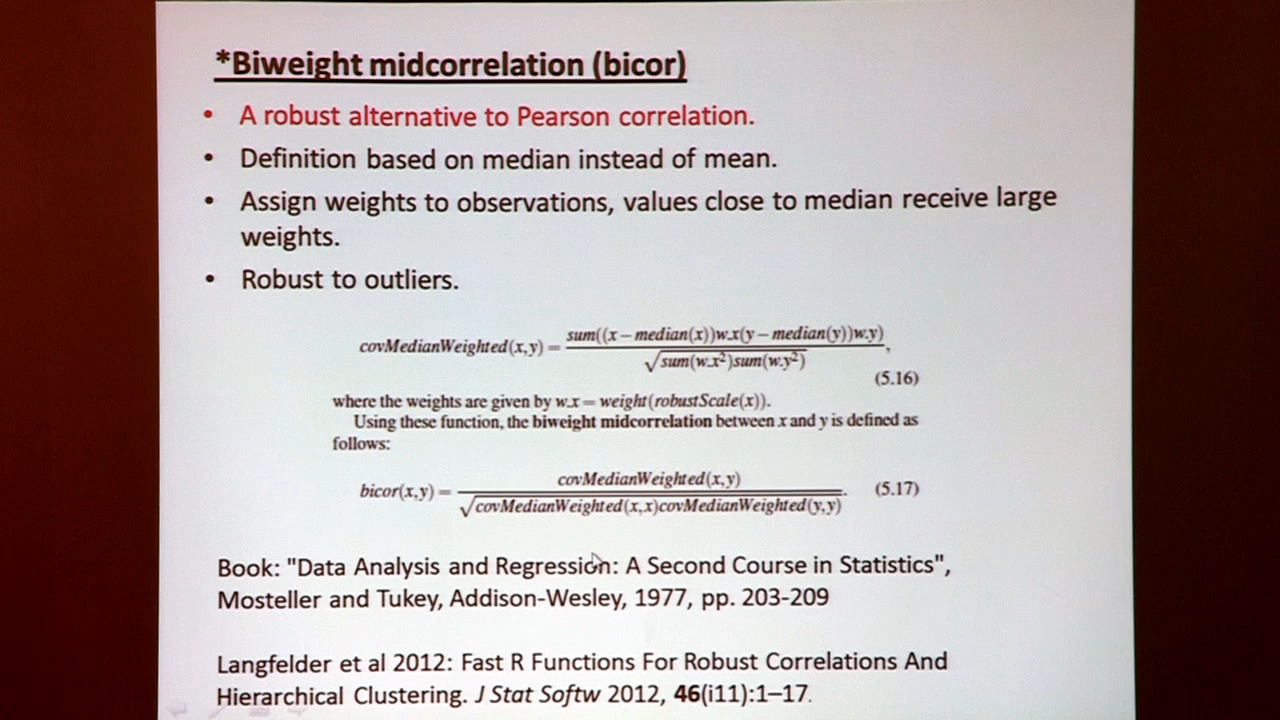 *Biweight midcorrelation (bicor)
• A robust alternative to Pearson correlation.
• Definition based on median instead of mean.
• Assign weights to observations, values close to median receive large
weights.
• Robust to outliers.
covMedianWeighted(x,y) = sum((x − median(x))w.x(y − median(y))w.y) / √sum(w.x²)sum(w.y²),
(5.16)
where the weights are given by w.x = weight(robustScale(x)).
Using these function, the biweight midcorrelation between x and y is defined as
follows:
bicor(x,y) = covMedianWeighted(x,y) / √covMedianWeighted(x,x)covMedianWeighted(y,y). (5.17)
Book: "Data Analysis and Regression: A Second Course in Statistics",
Mosteller and Tukey, Addison-Wesley, 1977, pp. 203-209
Langfelder et al 2012: Fast R Functions For Robust Correlations And
Hierarchical Clustering. J Stat Softw 2012, 46(i11):1–17.